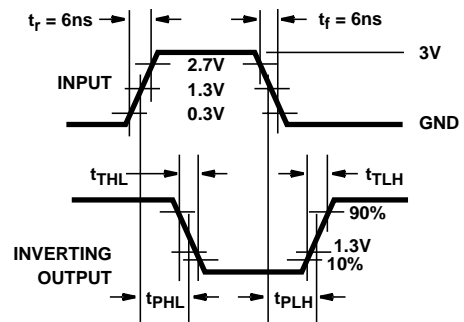 tr = 6ns
tf = 6ns
3V
INPUT
2.7V
1.3V
0.3V
GND
tTHL
tTLH
90%
INVERTING
OUTPUT
1.3V
10%
tPHL
tPLH